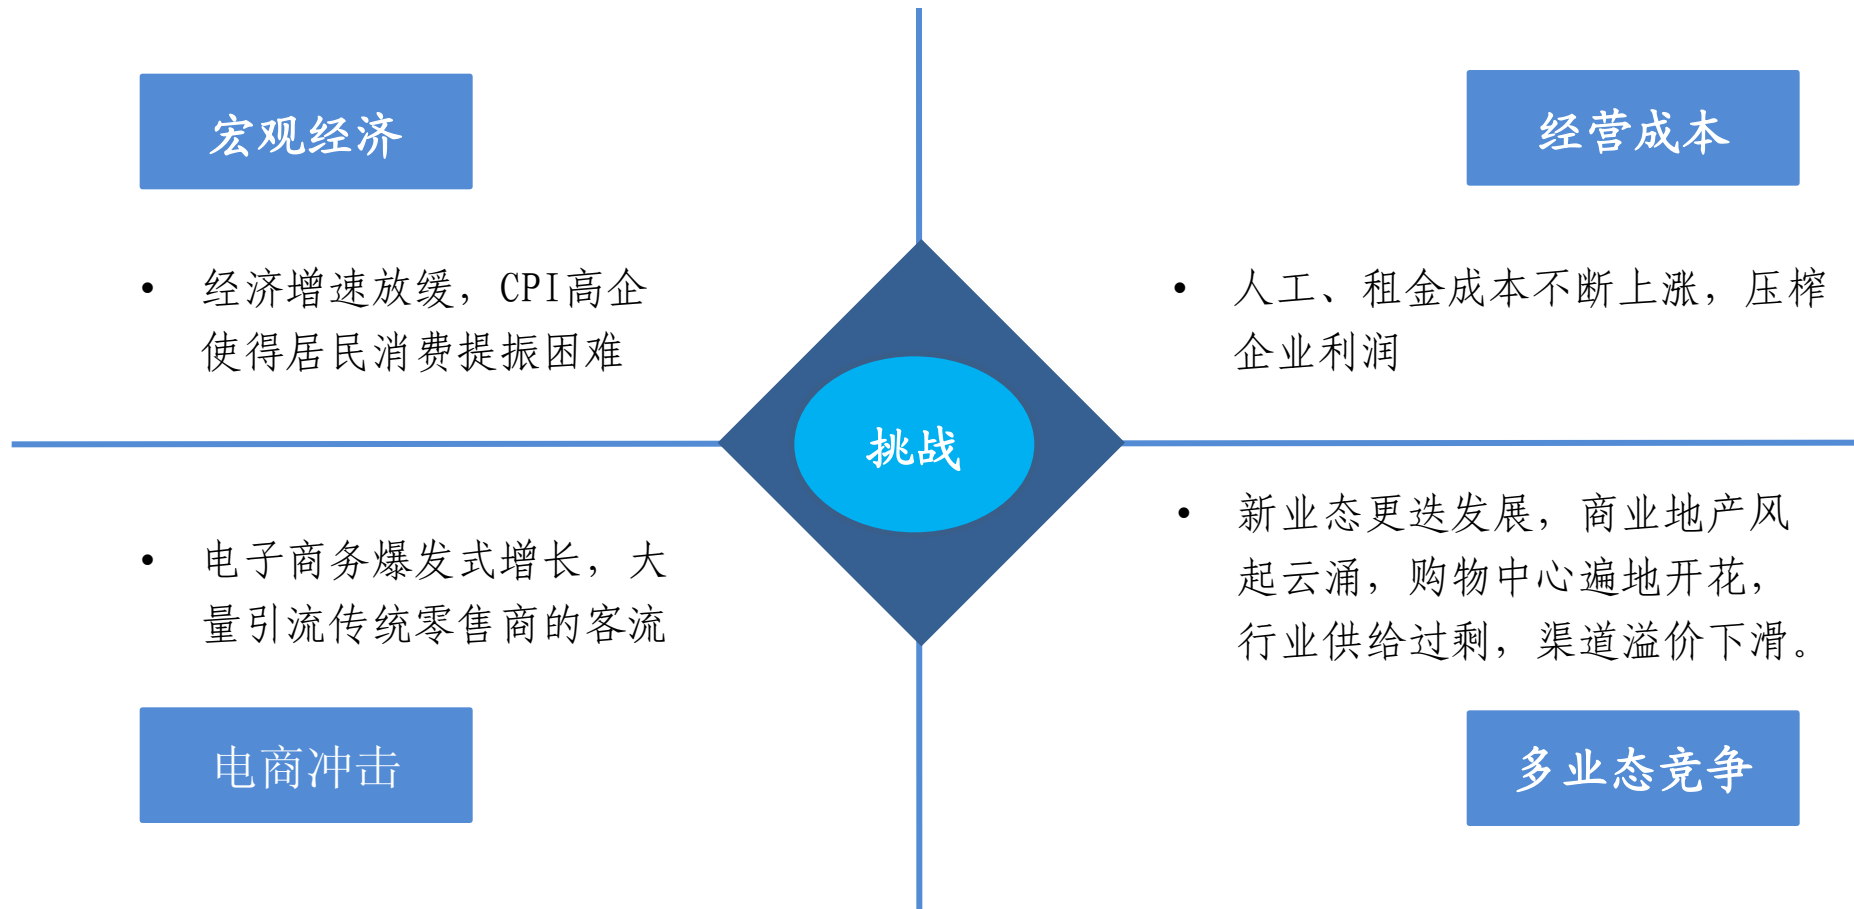 宏观经济
• 经济增速放缓，CPI高企
使得居民消费提振困难
经营成本
• 人工、租金成本不断上涨，压榨
企业利润
挑战
• 电子商务爆发式增长，大
量引流传统零售商的客流
电商冲击
• 新业态更迭发展，商业地产风
起云涌，购物中心遍地开花，
行业供给过剩，渠道溢价下滑。
多业态竞争